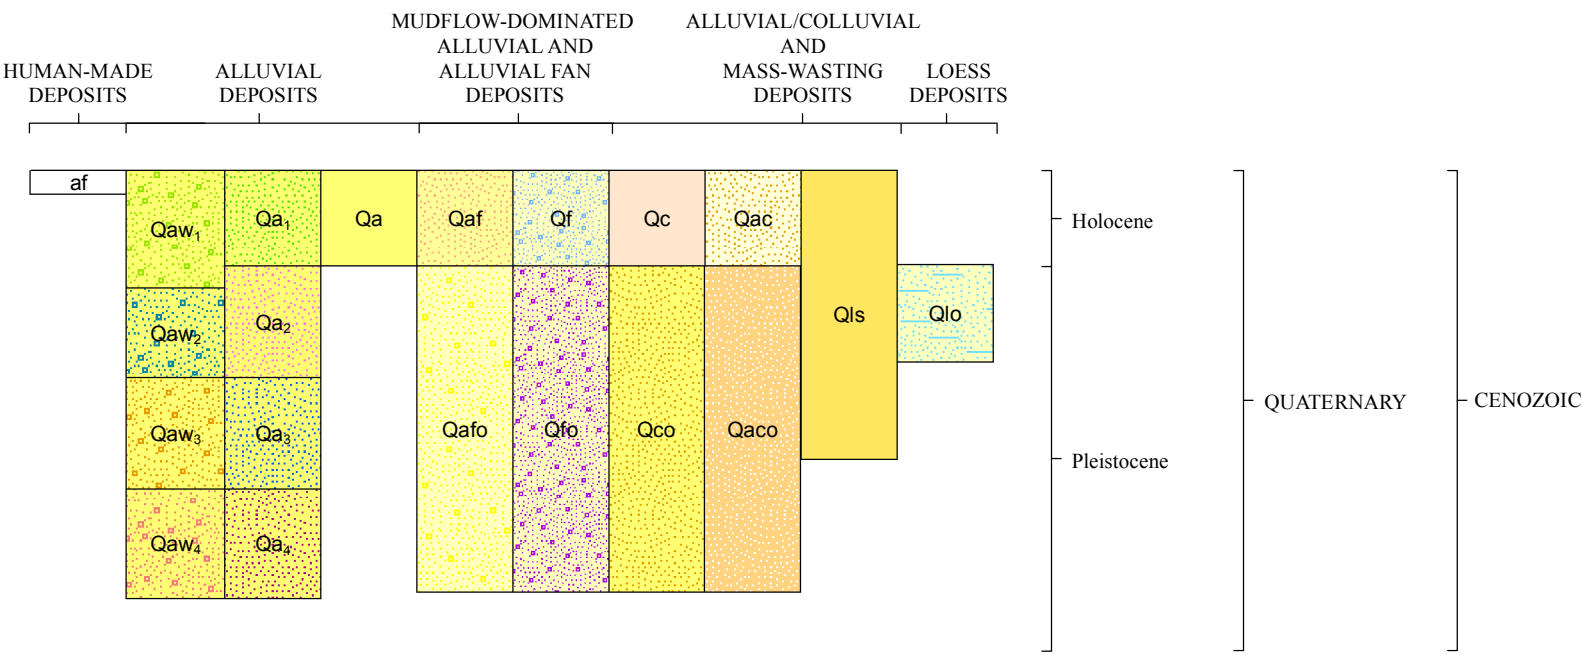 HUMAN-MADE
DEPOSITS
ALLUVIAL
DEPOSITS
MUDFLOW-DOMINATED
ALLUVIAL AND
ALLUVIAL FAN
DEPOSITS
ALLUVIAL/COLLUVIAL
AND
MASS-WASTING
DEPOSITS
LOESS
DEPOSITS
af
Qaw1
Qa1
Qa
Qaf
Qf
Qc
Qac
Holocene
Qaw2
Qa2
Qls
Qlo
Qaw3
Qa3
Qafo
Qfo
Qco
Qaco
QUATERNARY
CENOZOIC
Pleistocene
Qaw4
Qa4